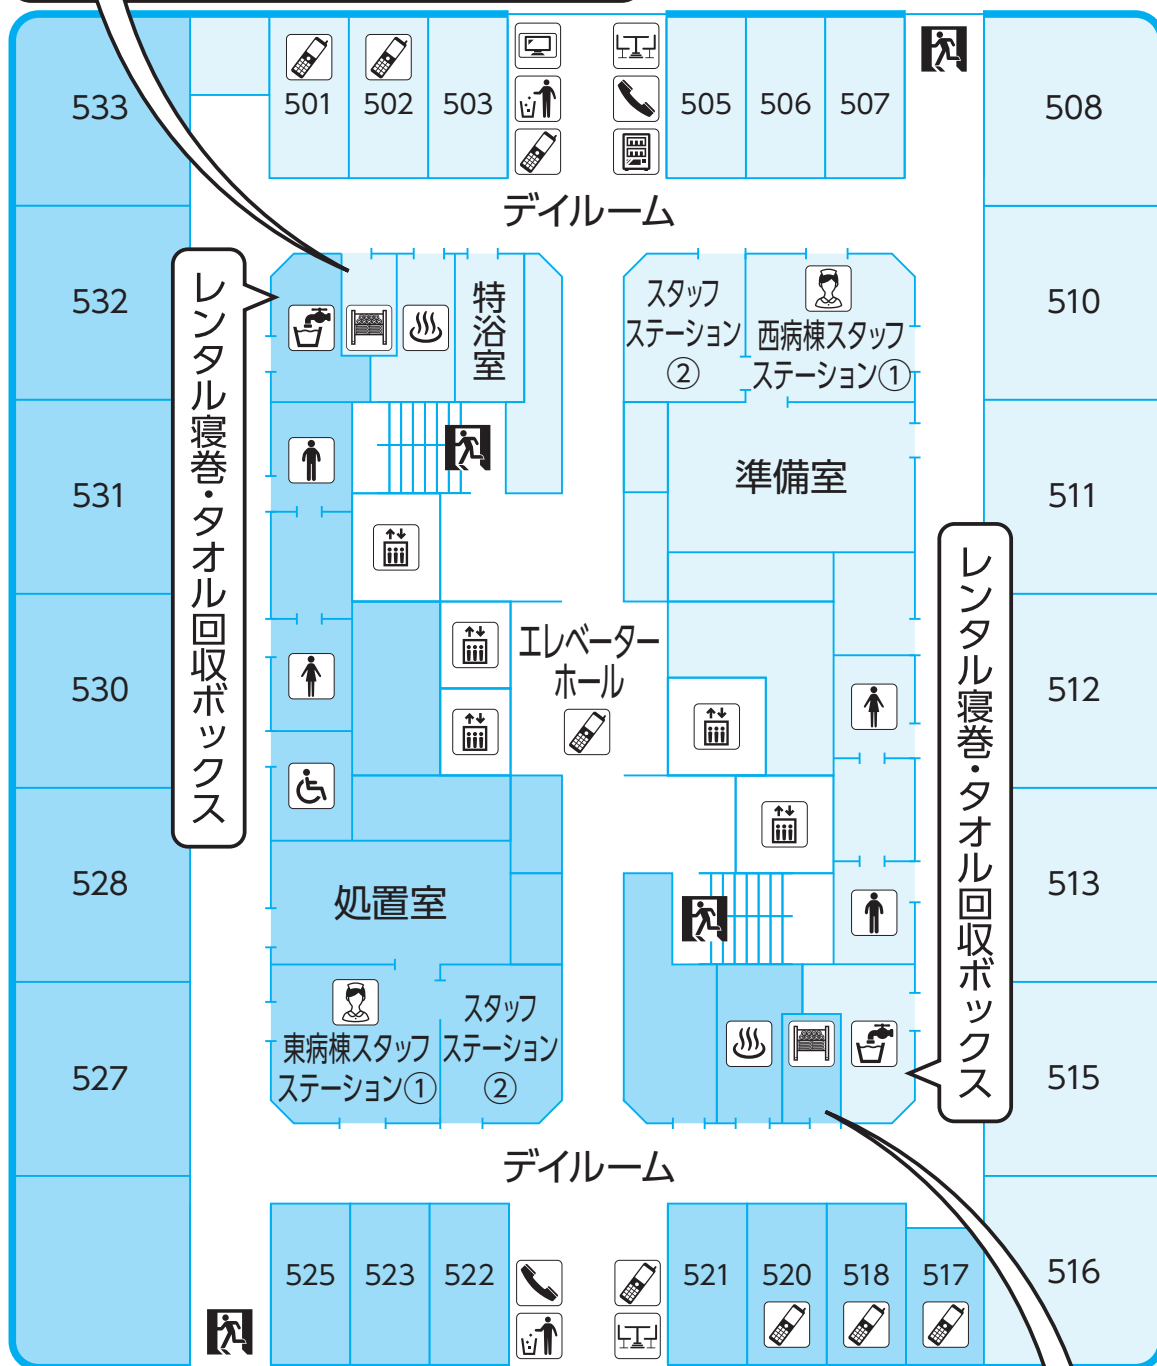 533
501
502
503
505
506
507
508
デイルーム
532
レンタル寝巻・タオル回収ボックス
特浴室
スタッフ
ステーション
②
西病棟スタッフ
ステーション①
510
531
準備室
511
530
エレベーター
ホール
512
レンタル寝巻・タオル回収ボックス
528
処置室
513
527
東病棟スタッフ
ステーション①
スタッフ
ステーション
②
515
デイルーム
525
523
522
521
520
518
517
516